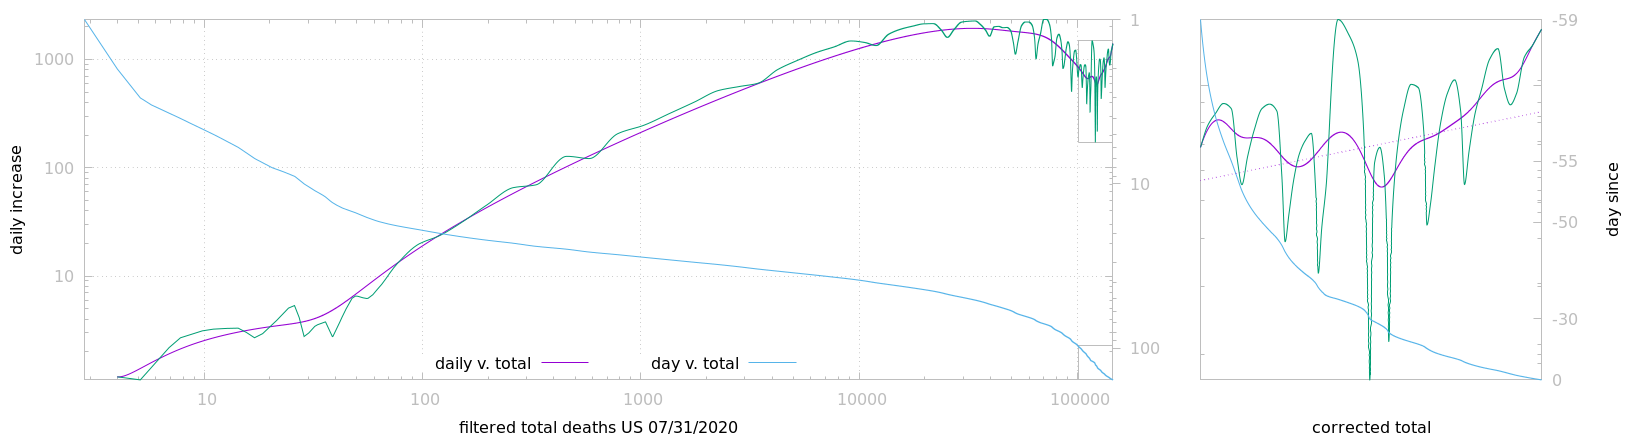 1000
100
10
daily increase
daily v. total
day v. total
1
10
100
10
100
1000
10000
100000
filtered total deaths US 07/31/2020
-59
-55
-50
-30
0
day since
corrected total